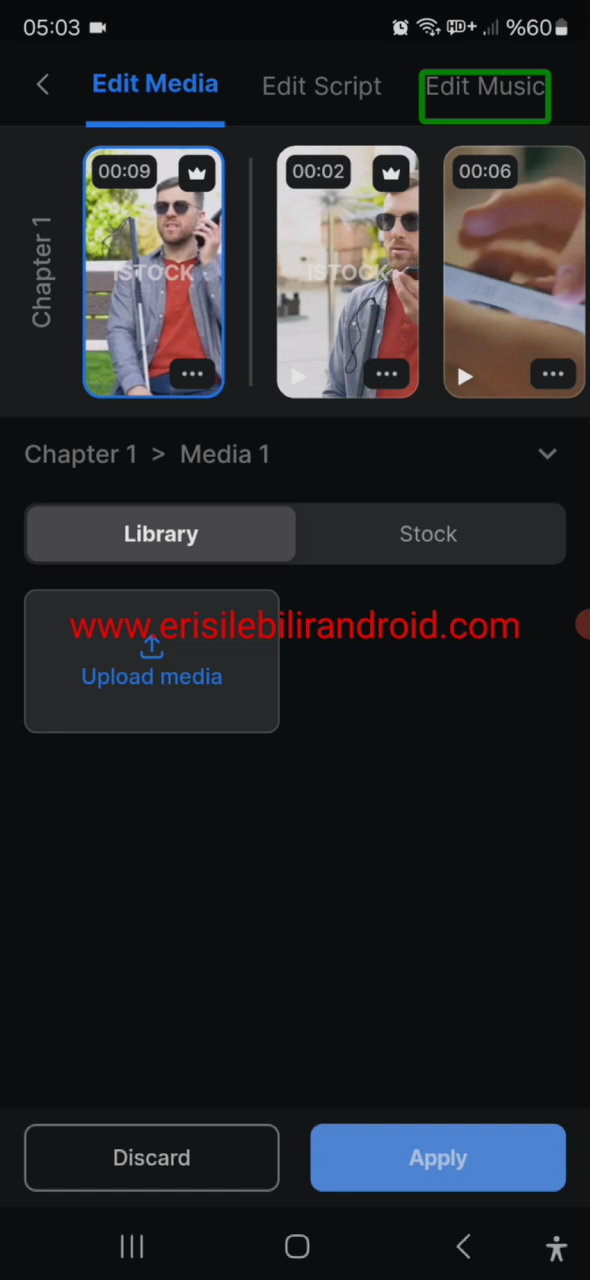 05:03
HD+
%60
Edit Media
Edit Script
Edit Music
Chapter 1
00:09
iSTOCK
00:02
iSTOCK
00:06
Chapter 1 > Media 1
Library
Stock
www.erisilebilirandroid.com
Upload media
Discard
Apply